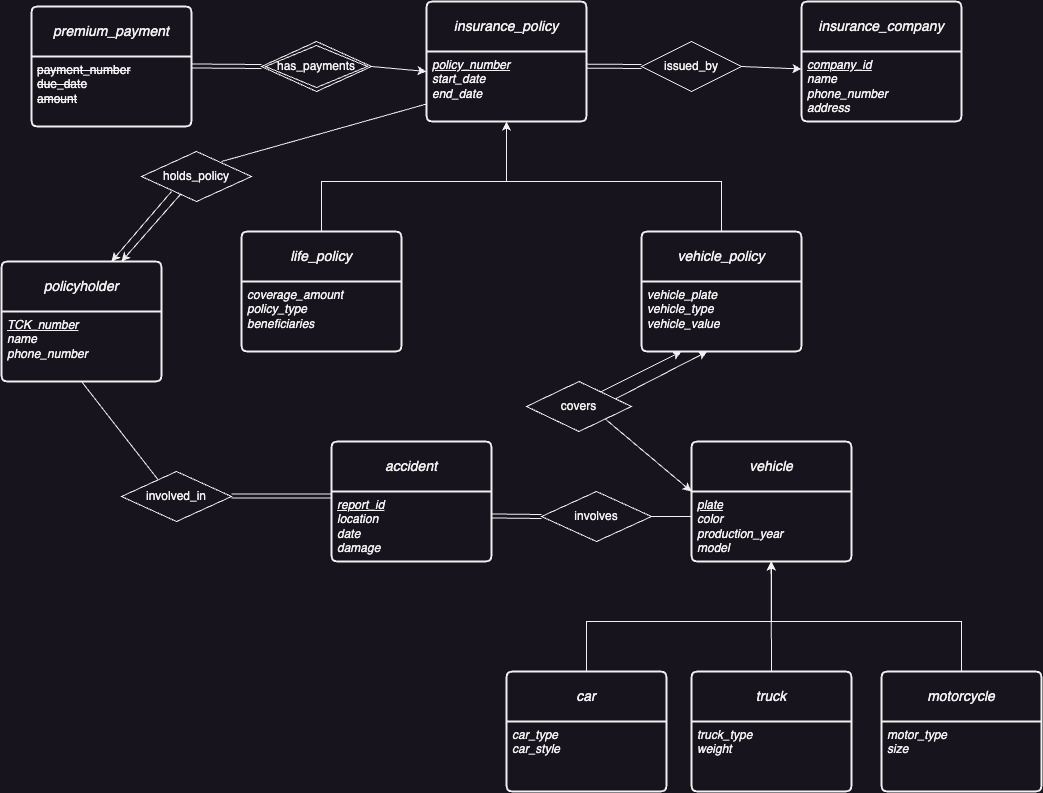 premium_payment
payment_number
due_date
amount
has_payments
insurance_policy
policy_number
start_date
end_date
issued_by
insurance_company
company_id
name
phone_number
address
holds_policy
policyholder
TCK_number
name
phone_number
life_policy
coverage_amount
policy_type
beneficiaries
vehicle_policy
vehicle_plate
vehicle_type
vehicle_value
covers
involved_in
accident
report_id
location
date
damage
involves
vehicle
plate
color
production_year
model
car
car_type
car_style
truck
truck_type
weight
motorcycle
motor_type
size